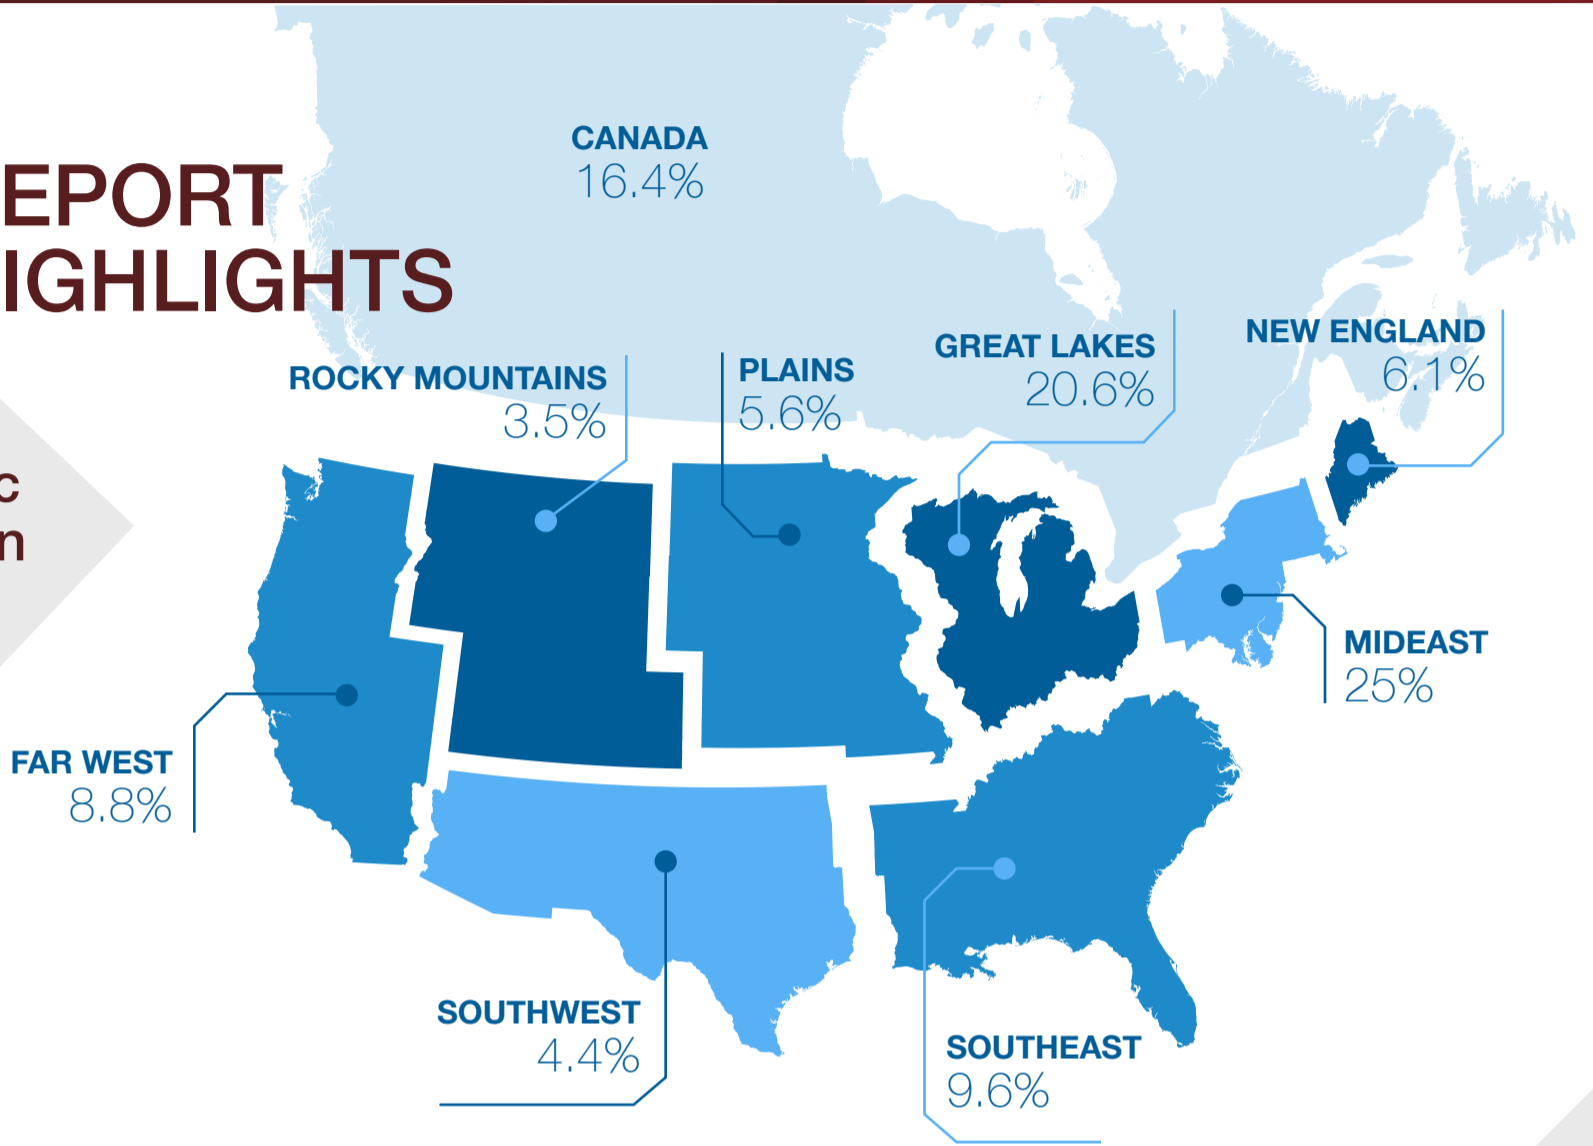 EPORT
IGHLIGHTS
c
n
CANADA
16.4%
ROCKY MOUNTAINS
3.5%
PLAINS
5.6%
GREAT LAKES
20.6%
NEW ENGLAND
6.1%
MIDEAST
25%
FAR WEST
8.8%
SOUTHWEST
4.4%
SOUTHEAST
9.6%